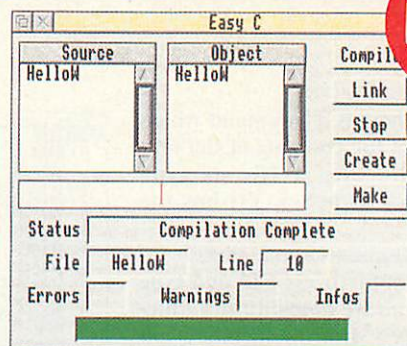 Easy C
Source Object
HelloW HelloW
Compil
Link
Stop
Create
Make
Status Compilation Complete
File HelloW Line 10
Errors Warnings Infos